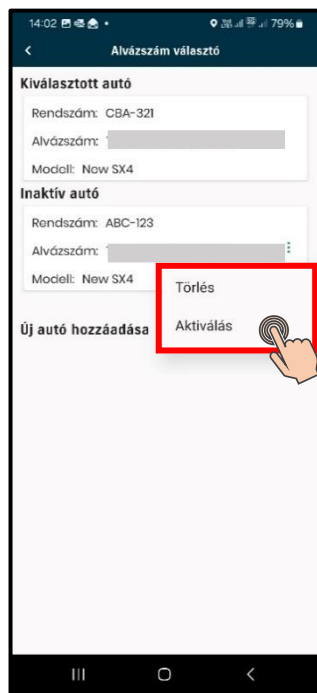 14:02 79%
Alvázszám választó
Kiválasztott autó
Rendszám: CBA-321
Alvázszám:
Modell: New SX4
Inaktív autó
Rendszám: ABC-123
Alvázszám:
Modell: New SX4
Törlés
Aktiválás
Új autó hozzáadása